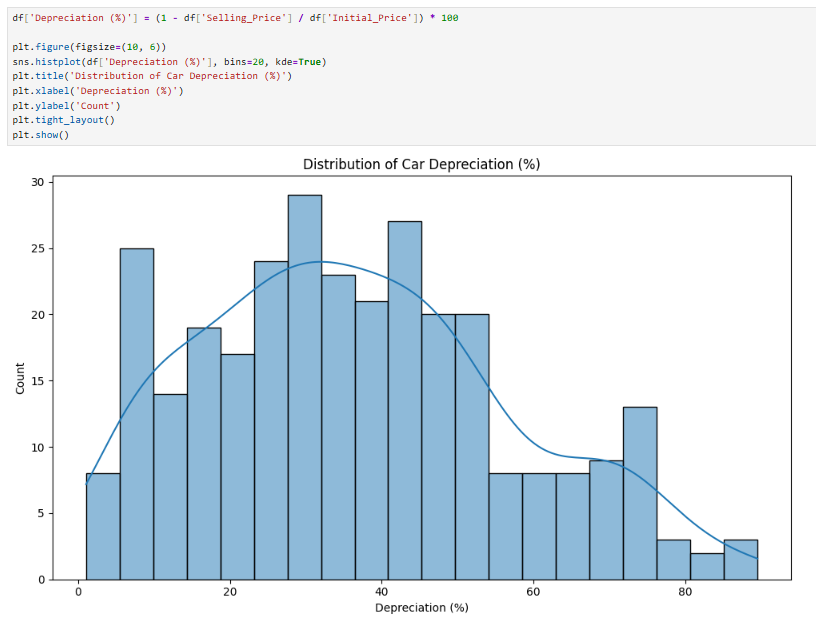 df['Depreciation (%)'] = (1 - df['Selling_Price'] / df['Initial_Price']) * 100
plt.figure(figsize=(10, 6))
sns.histplot(df['Depreciation (%)'], bins=20, kde=True)
plt.title('Distribution of Car Depreciation (%)')
plt.xlabel('Depreciation (%)')
plt.ylabel('Count')
plt.tight_layout()
plt.show()
Distribution of Car Depreciation (%)
30
25
20
15
10
5
0
Count
0 20 40 60 80
Depreciation (%)